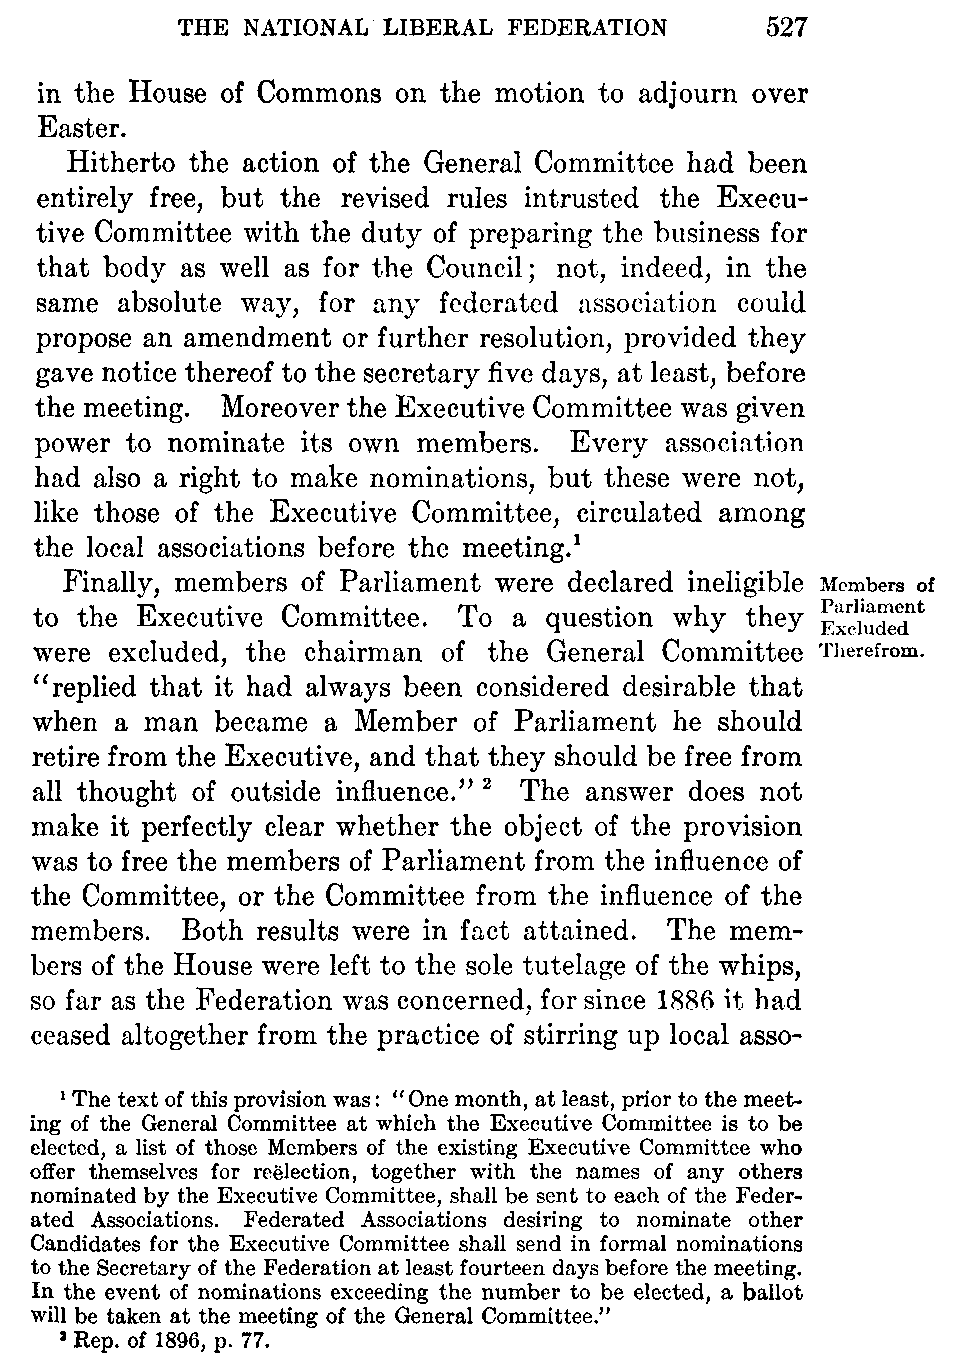 THE NATIONAL LIBERAL FEDERATION 527
in the House of Commons on the motion to adjourn over
Easter.
Hitherto the action of the General Committee had been
entirely free, but the revised rules intrusted the Execu-
tive Committee with the duty of preparing the business for
that body as well as for the Council; not, indeed, in the
same absolute way, for any federated association could
propose an amendment or further resolution, provided they
gave notice thereof to the secretary five days, at least, before
the meeting. Moreover the Executive Committee was given
power to nominate its own members. Every association
had also a right to make nominations, but these were not,
like those of the Executive Committee, circulated among
the local associations before the meeting.¹
Finally, members of Parliament were declared ineligible
to the Executive Committee. To a question why they
were excluded, the chairman of the General Committee
"replied that it had always been considered desirable that
when a man became a Member of Parliament he should
retire from the Executive, and that they should be free from
all thought of outside influence." ² The answer does not
make it perfectly clear whether the object of the provision
was to free the members of Parliament from the influence of
the Committee, or the Committee from the influence of the
members. Both results were in fact attained. The mem-
bers of the House were left to the sole tutelage of the whips,
so far as the Federation was concerned, for since 1886 it had
ceased altogether from the practice of stirring up local asso-
Members of
Parliament
Excluded
Therefrom.
¹ The text of this provision was: "One month, at least, prior to the meet-
ing of the General Committee at which the Executive Committee is to be
elected, a list of those Members of the existing Executive Committee who
offer themselves for reëlection, together with the names of any others
nominated by the Executive Committee, shall be sent to each of the Feder-
ated Associations. Federated Associations desiring to nominate other
Candidates for the Executive Committee shall send in formal nominations
to the Secretary of the Federation at least fourteen days before the meeting.
In the event of nominations exceeding the number to be elected, a ballot
will be taken at the meeting of the General Committee."
² Rep. of 1896, p. 77.